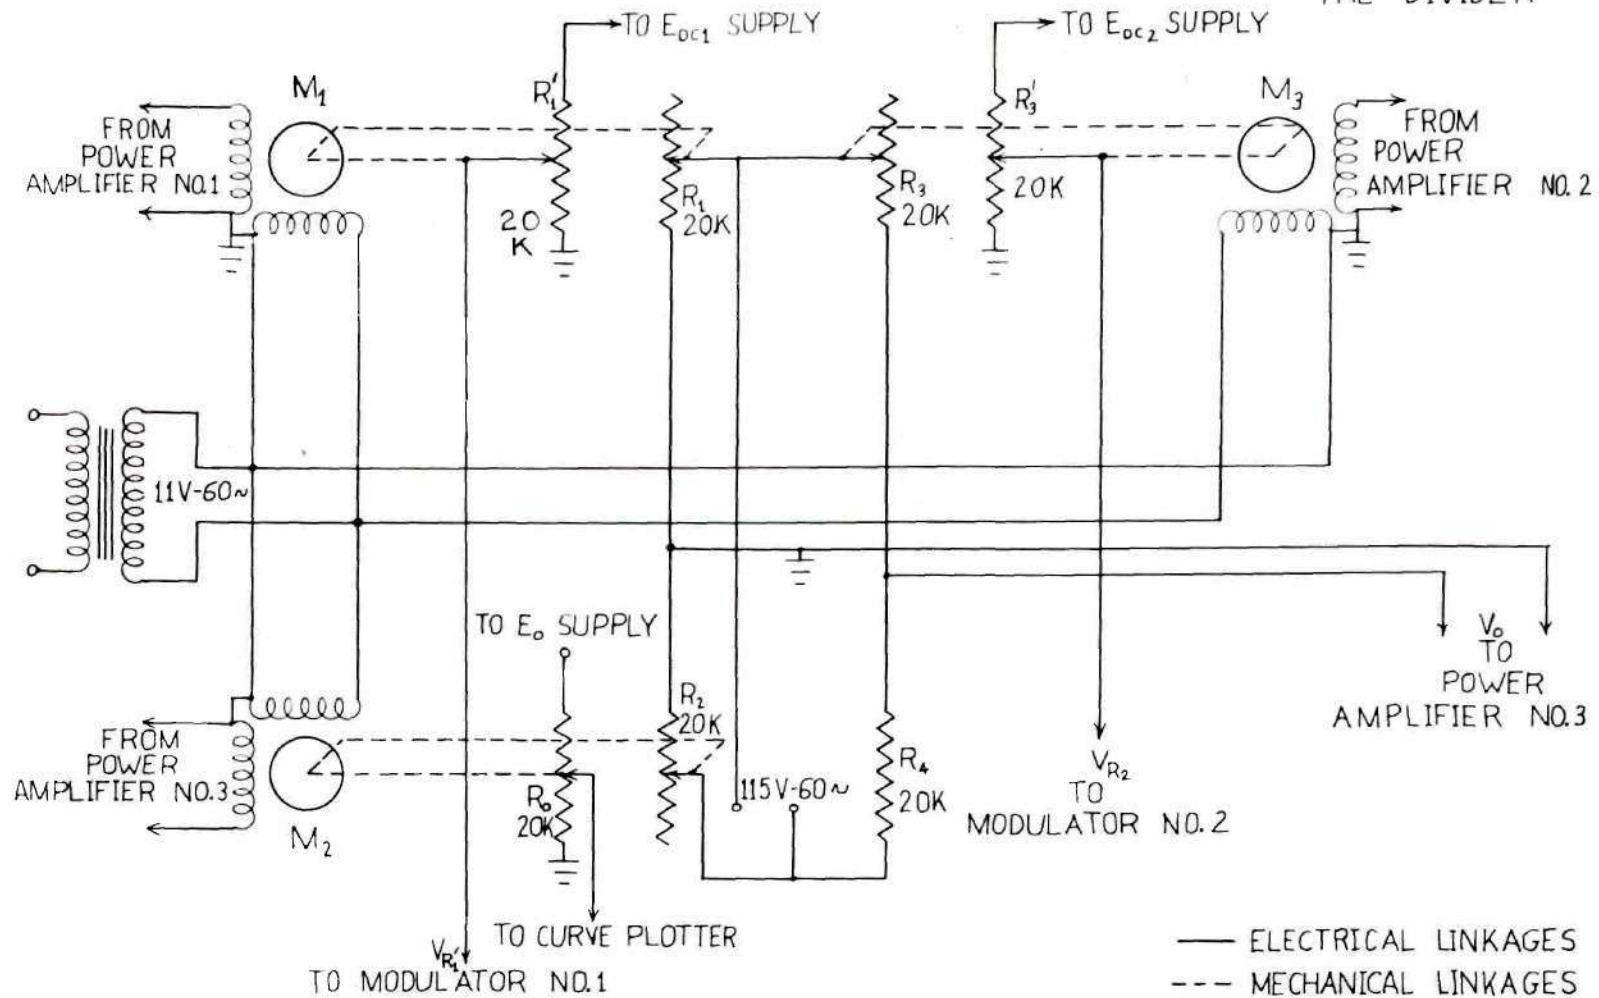 THE DIVIDER
TO E_DC1 SUPPLY
TO E_DC2 SUPPLY
M₁
R₁'
R₃'
M₃
FROM
POWER
AMPLIFIER NO.1
FROM
POWER
AMPLIFIER NO. 2
R₁
20K
R₃
20K
20K
20
K
11V-60~
TO E₀ SUPPLY
V₀
TO
POWER
AMPLIFIER NO.3
R₂
20K
FROM
POWER
AMPLIFIER NO.3
M₂
R₀
20K
115V-60~
R₄
20K
V_R₂
TO
MODULATOR NO.2
TO CURVE PLOTTER
V_R₁'
TO MODULATOR NO.1
ELECTRICAL LINKAGES
MECHANICAL LINKAGES